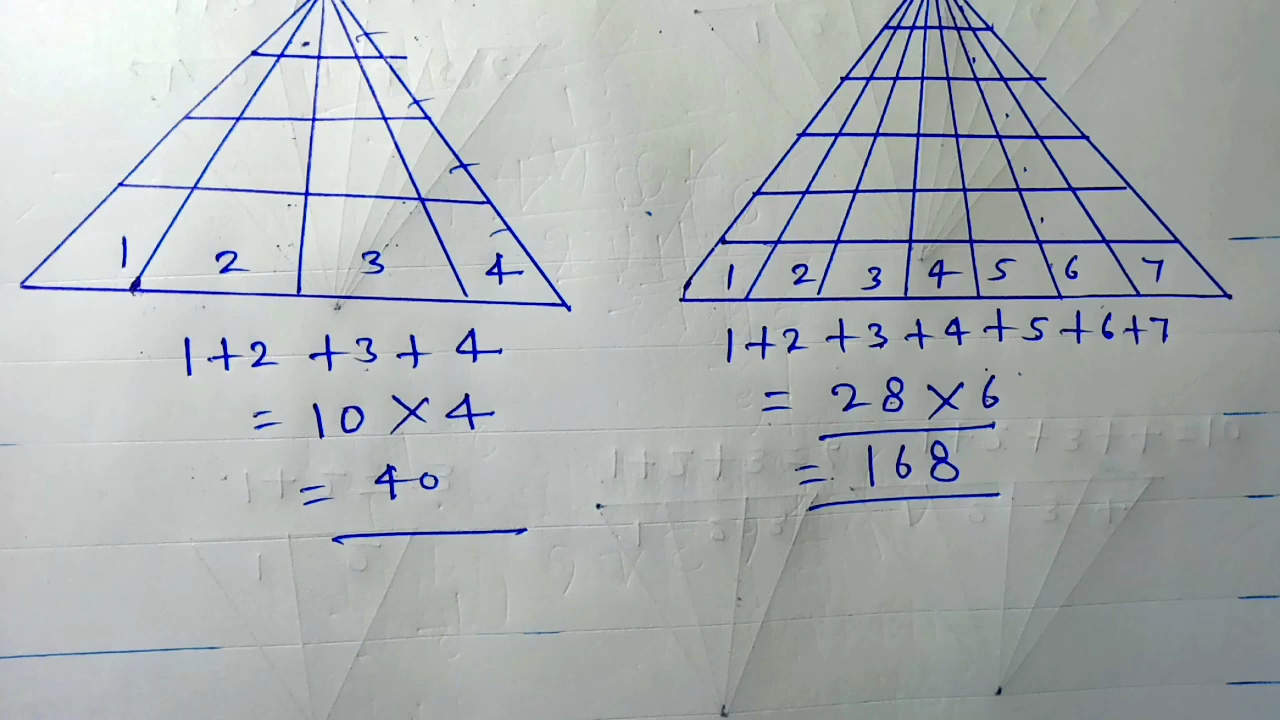 1 2 3 4
1+2 +3+ 4
= 10 × 4
= 40
1 2 3 4 5 6 7
1+2 +3 +4 +5 +6+7
= 28 × 6
= 168